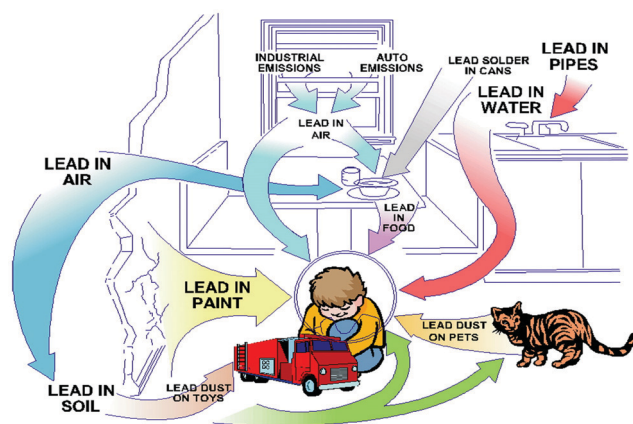 INDUSTRIAL
EMISSIONS
AUTO
EMISSIONS
LEAD SOLDER
IN CANS
LEAD IN
PIPES
LEAD IN
WATER
LEAD IN
AIR
LEAD IN
AIR
LEAD
IN
FOOD
LEAD IN
PAINT
LEAD DUST
ON PETS
LEAD IN
SOIL
LEAD DUST
ON TOYS